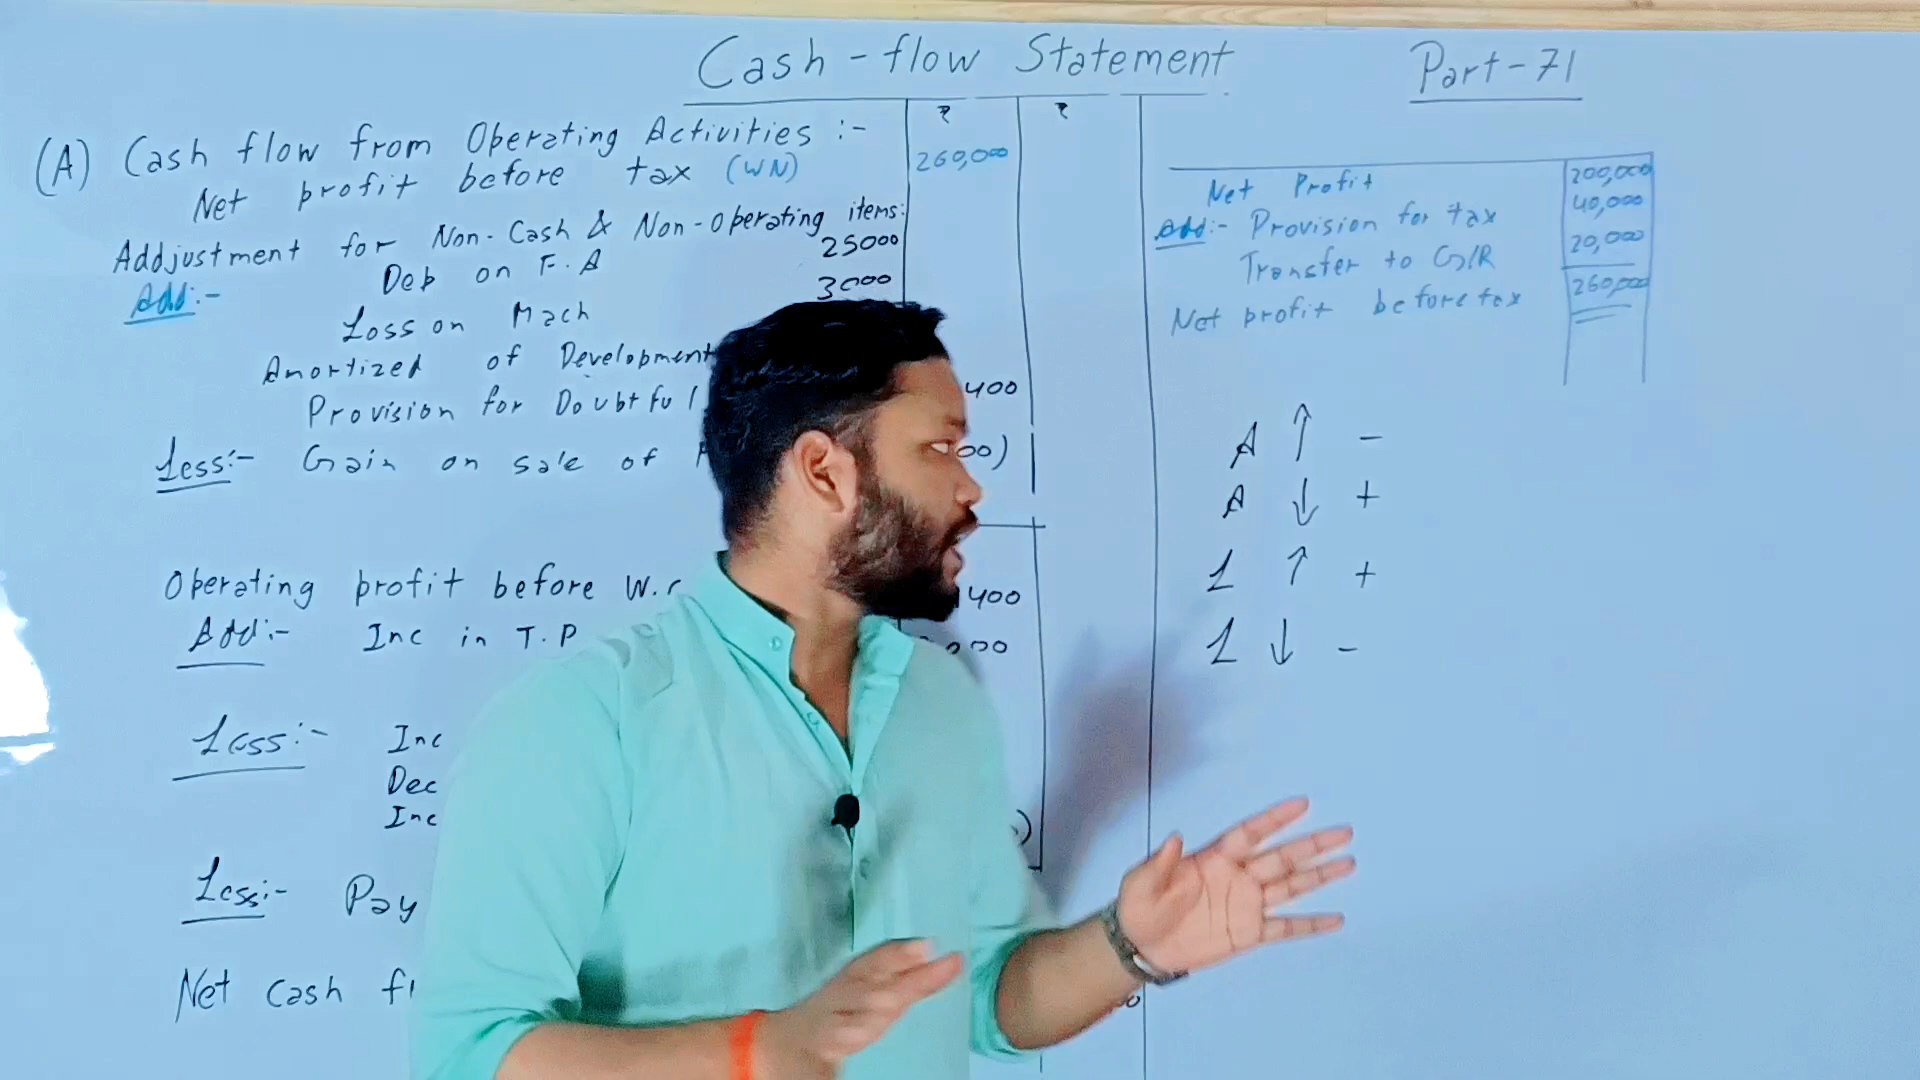 Cash - flow Statement
Part - 71
₹ ₹
(A) Cash flow from Operating Activities :-
Net profit before tax (WN) 260,000
Addjustment for Non-Cash & Non-operating items:
Add:- Dep on F.A 25000
Loss on Mach 3000
Amortized of Development
Provision for Doubtful 400
Less:- Gain on sale of 00)
Operating profit before W.C 400
Add:- Inc in T.P 000
Less:- Inc
Dec
Inc )
Less:- Pay
Net cash fl
Net Profit 200,000
Add:- Provision for tax 40,000
Transfer to G/R 20,000
Net profit before tax 260,000
A ↑ -
A ↓ +
L ↑ +
L ↓ -